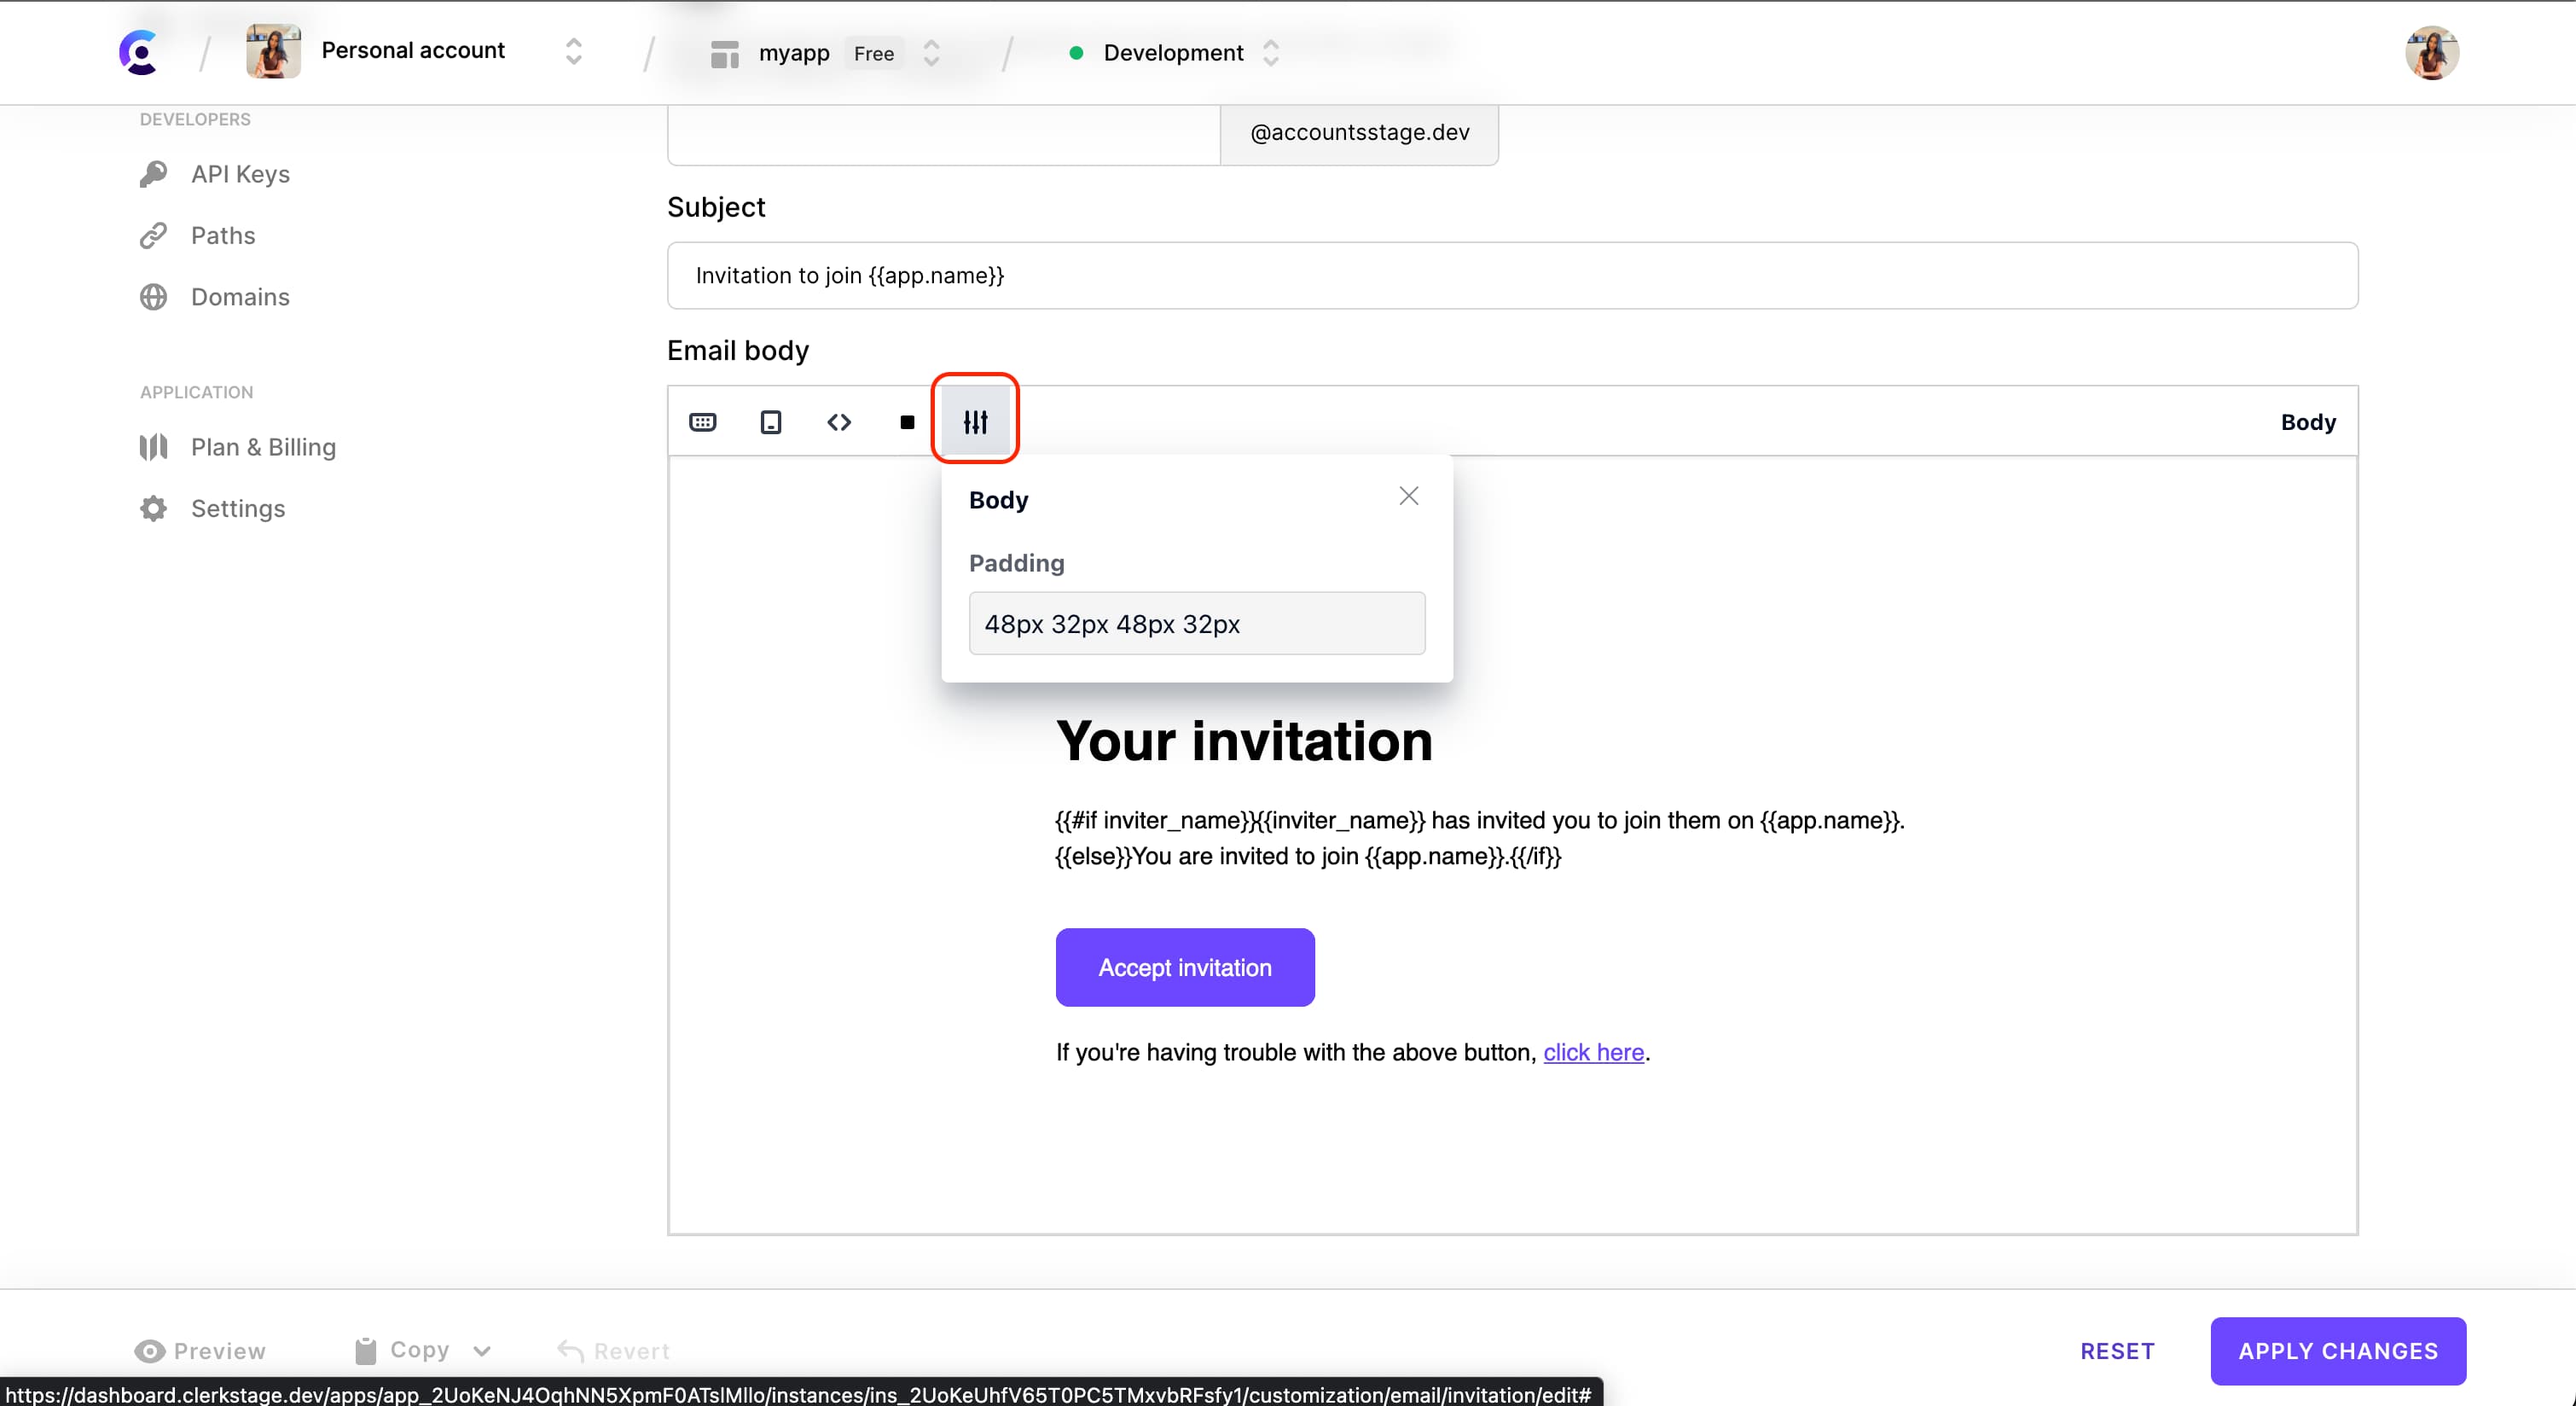 Personal account
myapp Free
Development
DEVELOPERS
API Keys
Paths
Domains
APPLICATION
Plan & Billing
Settings
@accountsstage.dev
Subject
Invitation to join {{app.name}}
Email body
Body
Body
Padding
48px 32px 48px 32px
Your invitation
{{#if inviter_name}}{{inviter_name}} has invited you to join them on {{app.name}}.
{{else}}You are invited to join {{app.name}}.{{/if}}
Accept invitation
If you're having trouble with the above button, click here.
Preview
Copy
Revert
RESET
APPLY CHANGES
https://dashboard.clerkstage.dev/apps/app_2UoKeNJ4OqhNN5XpmF0ATslMllo/instances/ins_2UoKeUhfV65T0PC5TMxvbRFsfy1/customization/email/invitation/edit#